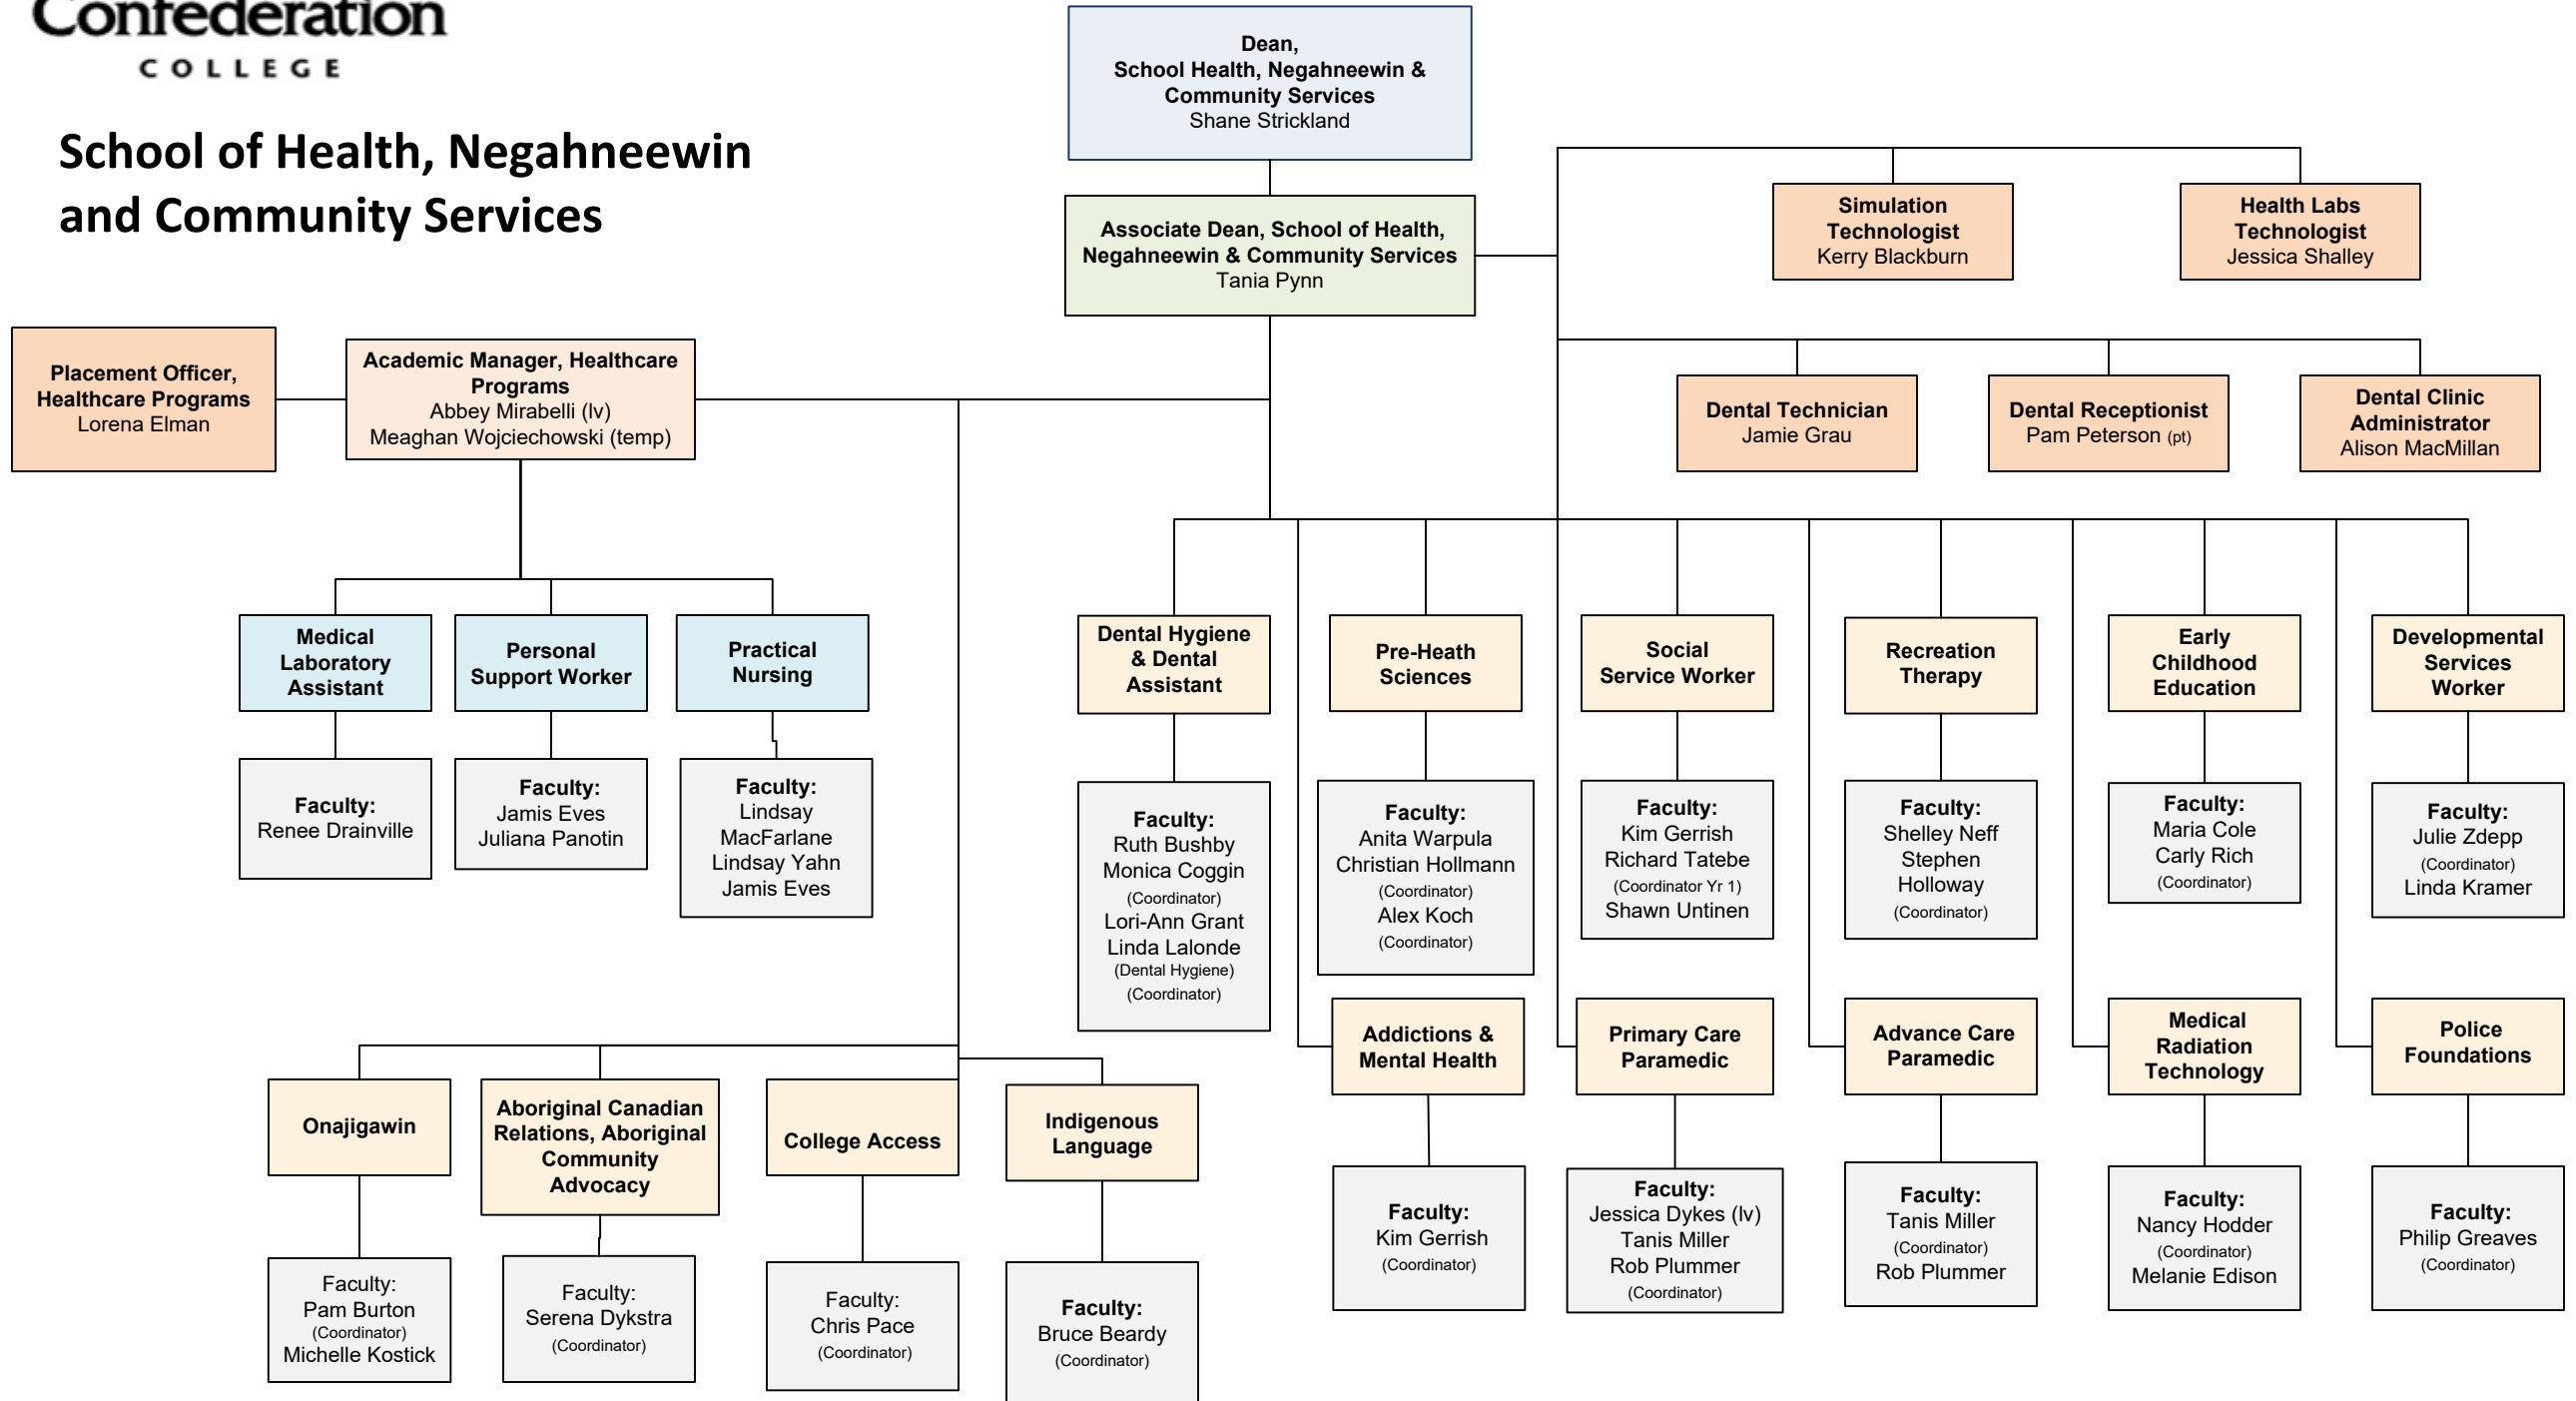 Confederation
COLLEGE
School of Health, Negahneewin
and Community Services
Dean,
School Health, Negahneewin &
Community Services
Shane Strickland
Associate Dean, School of Health,
Negahneewin & Community Services
Tania Pynn
Simulation
Technologist
Kerry Blackburn
Health Labs
Technologist
Jessica Shalley
Placement Officer,
Healthcare Programs
Lorena Elman
Academic Manager, Healthcare
Programs
Abbey Mirabelli (lv)
Meaghan Wojciechowski (temp)
Dental Technician
Jamie Grau
Dental Receptionist
Pam Peterson (pt)
Dental Clinic
Administrator
Alison MacMillan
Medical
Laboratory
Assistant
Personal
Support Worker
Practical
Nursing
Dental Hygiene
& Dental
Assistant
Pre-Heath
Sciences
Social
Service Worker
Recreation
Therapy
Early
Childhood
Education
Developmental
Services
Worker
Faculty:
Renee Drainville
Faculty:
Jamis Eves
Juliana Panotin
Faculty:
Lindsay
MacFarlane
Lindsay Yahn
Jamis Eves
Faculty:
Ruth Bushby
Monica Coggin
(Coordinator)
Lori-Ann Grant
Linda Lalonde
(Dental Hygiene)
(Coordinator)
Faculty:
Anita Warpula
Christian Hollmann
(Coordinator)
Alex Koch
(Coordinator)
Faculty:
Kim Gerrish
Richard Tatebe
(Coordinator Yr 1)
Shawn Untinen
Faculty:
Shelley Neff
Stephen
Holloway
(Coordinator)
Faculty:
Maria Cole
Carly Rich
(Coordinator)
Faculty:
Julie Zdepp
(Coordinator)
Linda Kramer
Addictions &
Mental Health
Primary Care
Paramedic
Advance Care
Paramedic
Medical
Radiation
Technology
Police
Foundations
Onajigawin
Aboriginal Canadian
Relations, Aboriginal
Community
Advocacy
College Access
Indigenous
Language
Faculty:
Kim Gerrish
(Coordinator)
Faculty:
Jessica Dykes (lv)
Tanis Miller
Rob Plummer
(Coordinator)
Faculty:
Tanis Miller
(Coordinator)
Rob Plummer
Faculty:
Nancy Hodder
(Coordinator)
Melanie Edison
Faculty:
Philip Greaves
(Coordinator)
Faculty:
Pam Burton
(Coordinator)
Michelle Kostick
Faculty:
Serena Dykstra
(Coordinator)
Faculty:
Chris Pace
(Coordinator)
Faculty:
Bruce Beardy
(Coordinator)